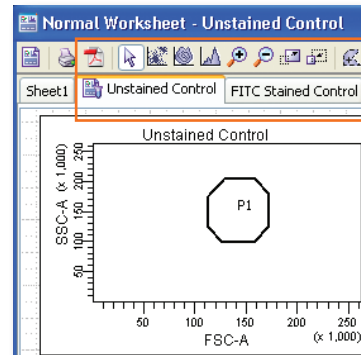 Normal Worksheet - Unstained Control
Sheet1 Unstained Control FITC Stained Control
Unstained Control
SSC-A (x 1,000)
250
200
150
100
50
P1
50 100 150 200 250
FSC-A (x 1,000)